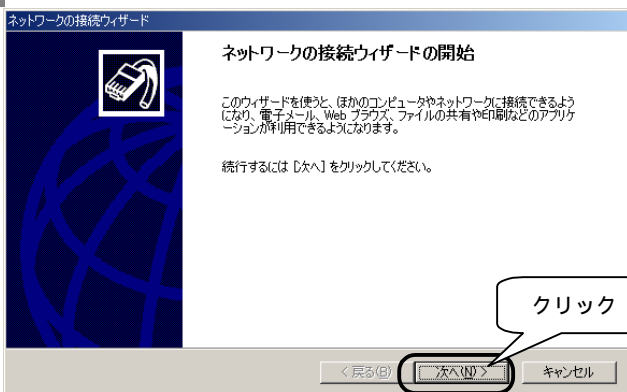 ネットワークの接続ウィザード
ネットワークの接続ウィザードの開始
このウィザードを使うと、ほかのコンピュータやネットワークに接続できるよう
になり、電子メール、Web ブラウズ、ファイルの共有や印刷などのアプリケ
ーションが利用できるようになります。
続行するには [次へ] をクリックしてください。
クリック
< 戻る(B) 次へ(N) > キャンセル